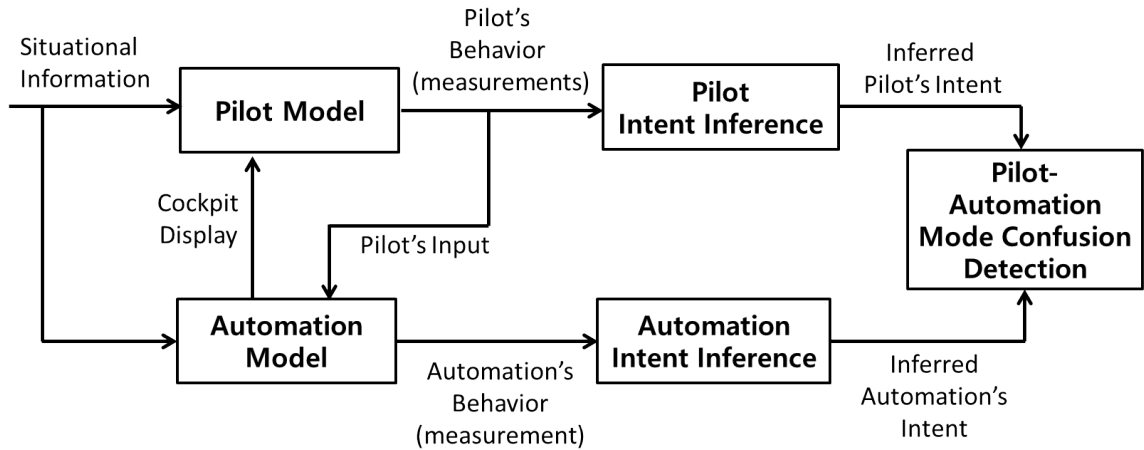 Situational
Information
Pilot Model
Pilot's
Behavior
(measurements)
Pilot
Intent Inference
Inferred
Pilot's Intent
Pilot-
Automation
Mode Confusion
Detection
Cockpit
Display
Pilot's Input
Automation
Model
Automation's
Behavior
(measurement)
Automation
Intent Inference
Inferred
Automation's
Intent